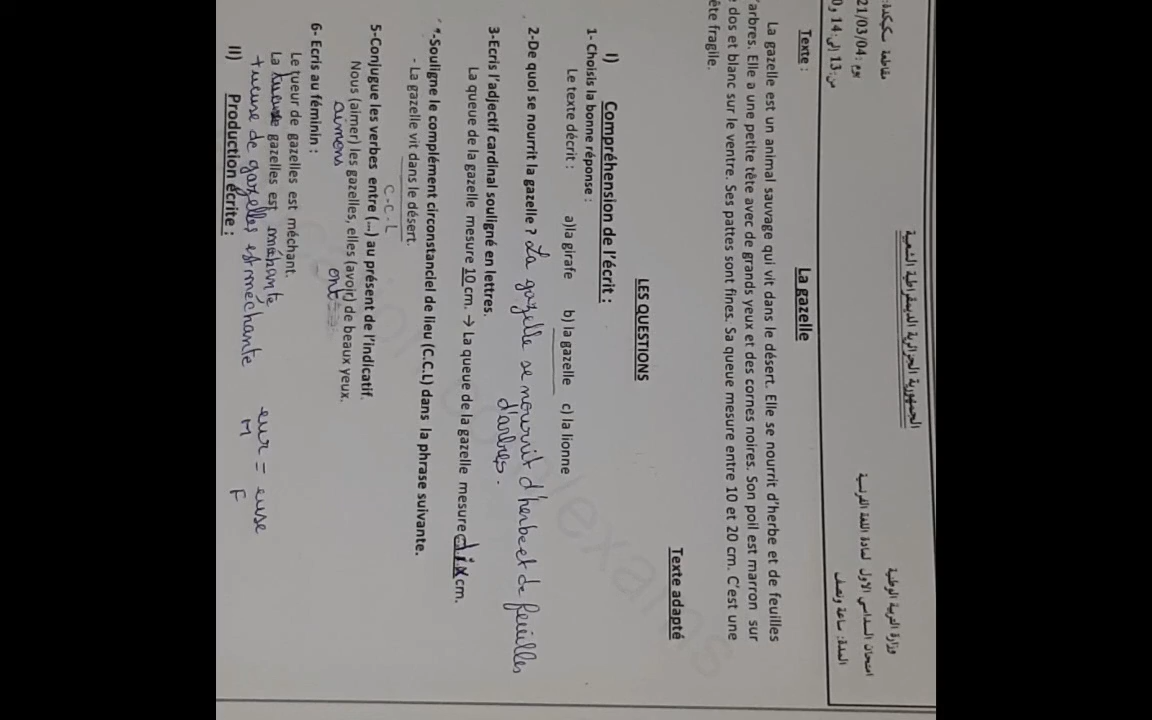 الجمهورية الجزائرية الديمقراطية الشعبية
مقاطعة سكيكدة:
وزارة التربية الوطنية
يوم: 21/03/04
امتحان السداسي الاول لمادة اللغة الفرنسية
من: 13 إلى: 14
المدة: ساعة ونصف
Texte :
La gazelle
La gazelle est un animal sauvage qui vit dans le désert. Elle se nourrit d'herbe et de feuilles
'arbres. Elle a une petite tête avec de grands yeux et des cornes noires. Son poil est marron sur
dos et blanc sur le ventre. Ses pattes sont fines. Sa queue mesure entre 10 et 20 cm. C'est une
ête fragile.
Texte adapté
LES QUESTIONS
I) Compréhension de l'écrit :
1- Choisis la bonne réponse :
Le texte décrit : a)la girafe b) la gazelle c) la lionne
2-De quoi se nourrit la gazelle ? La gazelle se nourrit d'herbe et de feuilles
d'arbres.
3-Ecris l'adjectif cardinal souligné en lettres.
La queue de la gazelle mesure 10 cm. → La queue de la gazelle mesure dix cm.
-Souligne le complément circonstanciel de lieu (C.C.L) dans la phrase suivante.
- La gazelle vit dans le désert.
C-C-L
5-Conjugue les verbes entre (...) au présent de l'indicatif.
Nous (aimer) les gazelles, elles (avoir) de beaux yeux.
aimons ont
6- Ecris au féminin :
Le tueur de gazelles est méchant.
La gazelles est méchante
tueuse de gazelles est méchante eur = euse
M F
II) Production écrite :